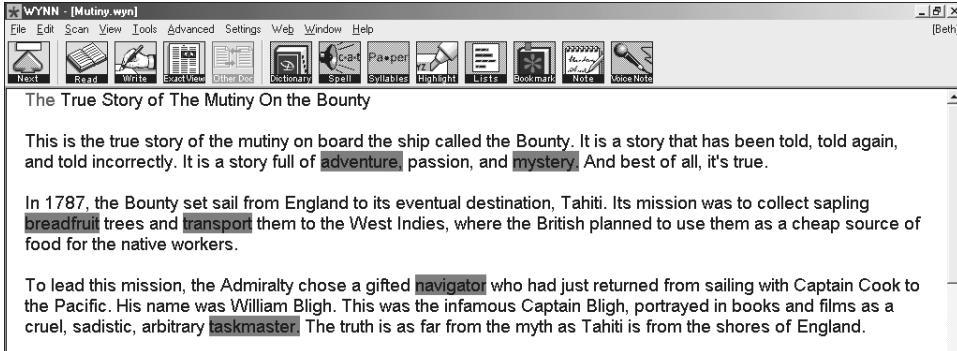 WYNN - [Mutiny.wyn]
File Edit Scan View Tools Advanced Settings Web Window Help [Beth
Next Read Write Exact View Other Doc Dictionary c-a-t Spell Pa•per Syllables YZ Highlight Lists Bookmark Note Voice Note
The True Story of The Mutiny On the Bounty
This is the true story of the mutiny on board the ship called the Bounty. It is a story that has been told, told again,
and told incorrectly. It is a story full of adventure, passion, and mystery. And best of all, it's true.
In 1787, the Bounty set sail from England to its eventual destination, Tahiti. Its mission was to collect sapling
breadfruit trees and transport them to the West Indies, where the British planned to use them as a cheap source of
food for the native workers.
To lead this mission, the Admiralty chose a gifted navigator who had just returned from sailing with Captain Cook to
the Pacific. His name was William Bligh. This was the infamous Captain Bligh, portrayed in books and films as a
cruel, sadistic, arbitrary taskmaster. The truth is as far from the myth as Tahiti is from the shores of England.